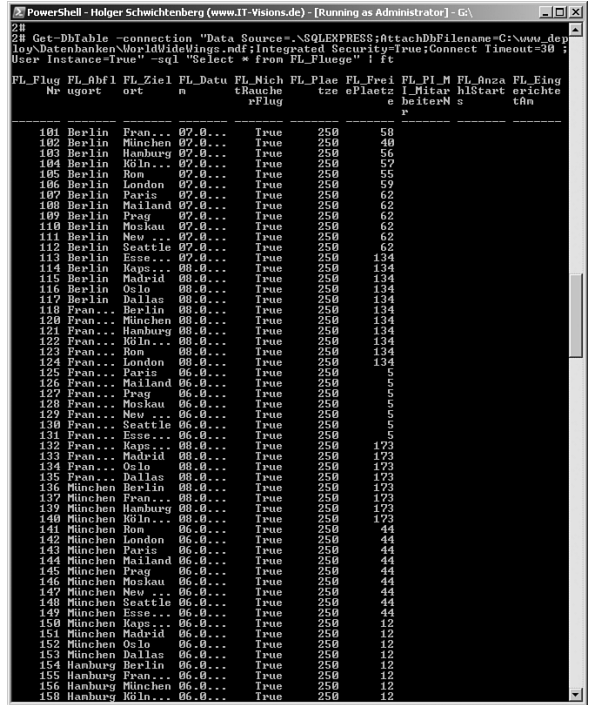 PowerShell - Holger Schwichtenberg (www.IT-Visions.de) - [Running as Administrator] - G:\
2#
2# Get-DbTable -connection "Data Source=.\SQLEXPRESS;AttachDbFilename=C:\www_dep
loy\Datenbanken\WorldWideWings.mdf;Integrated Security=True;Connect Timeout=30 ;
User Instance=True" -sql "Select * from FL_Fluege" | ft
FL_Flug FL_Abfl FL_Ziel FL_Datu FL_Nich FL_Plae FL_Frei FL_PI_M FL_Anza FL_Eing
Nr ugort ort m tRauche tze ePlaetz I_Mitar hlStart erichte
rFlug e beiterN s tAm
r
------- ------- ------- ------- ------- ------- ------- ------- ------- -------
101 Berlin Fran... 07.0... True 250 58
102 Berlin München 07.0... True 250 40
103 Berlin Hamburg 07.0... True 250 56
104 Berlin Köln... 07.0... True 250 57
105 Berlin Rom 07.0... True 250 55
106 Berlin London 07.0... True 250 59
107 Berlin Paris 07.0... True 250 62
108 Berlin Mailand 07.0... True 250 62
109 Berlin Prag 07.0... True 250 62
110 Berlin Moskau 07.0... True 250 62
111 Berlin New ... 07.0... True 250 62
112 Berlin Seattle 07.0... True 250 62
113 Berlin Esse... 07.0... True 250 134
114 Berlin Kaps... 08.0... True 250 134
115 Berlin Madrid 08.0... True 250 134
116 Berlin Oslo 08.0... True 250 134
117 Berlin Dallas 08.0... True 250 134
118 Fran... Berlin 08.0... True 250 134
120 Fran... München 08.0... True 250 134
121 Fran... Hamburg 08.0... True 250 134
122 Fran... Köln... 08.0... True 250 134
123 Fran... Rom 08.0... True 250 134
124 Fran... London 08.0... True 250 134
125 Fran... Paris 06.0... True 250 5
126 Fran... Mailand 06.0... True 250 5
127 Fran... Prag 06.0... True 250 5
128 Fran... Moskau 06.0... True 250 5
129 Fran... New ... 06.0... True 250 5
130 Fran... Seattle 06.0... True 250 5
131 Fran... Esse... 06.0... True 250 5
132 Fran... Kaps... 08.0... True 250 173
133 Fran... Madrid 08.0... True 250 173
134 Fran... Oslo 08.0... True 250 173
135 Fran... Dallas 08.0... True 250 173
136 München Berlin 08.0... True 250 173
137 München Fran... 08.0... True 250 173
139 München Hamburg 08.0... True 250 173
140 München Köln... 08.0... True 250 173
141 München Rom 06.0... True 250 44
142 München London 06.0... True 250 44
143 München Paris 06.0... True 250 44
144 München Mailand 06.0... True 250 44
145 München Prag 06.0... True 250 44
146 München Moskau 06.0... True 250 44
147 München New ... 06.0... True 250 44
148 München Seattle 06.0... True 250 44
149 München Esse... 06.0... True 250 44
150 München Kaps... 06.0... True 250 12
151 München Madrid 06.0... True 250 12
152 München Oslo 06.0... True 250 12
153 München Dallas 06.0... True 250 12
154 Hamburg Berlin 06.0... True 250 12
155 Hamburg Fran... 06.0... True 250 12
156 Hamburg München 06.0... True 250 12
158 Hamburg Köln... 06.0... True 250 12